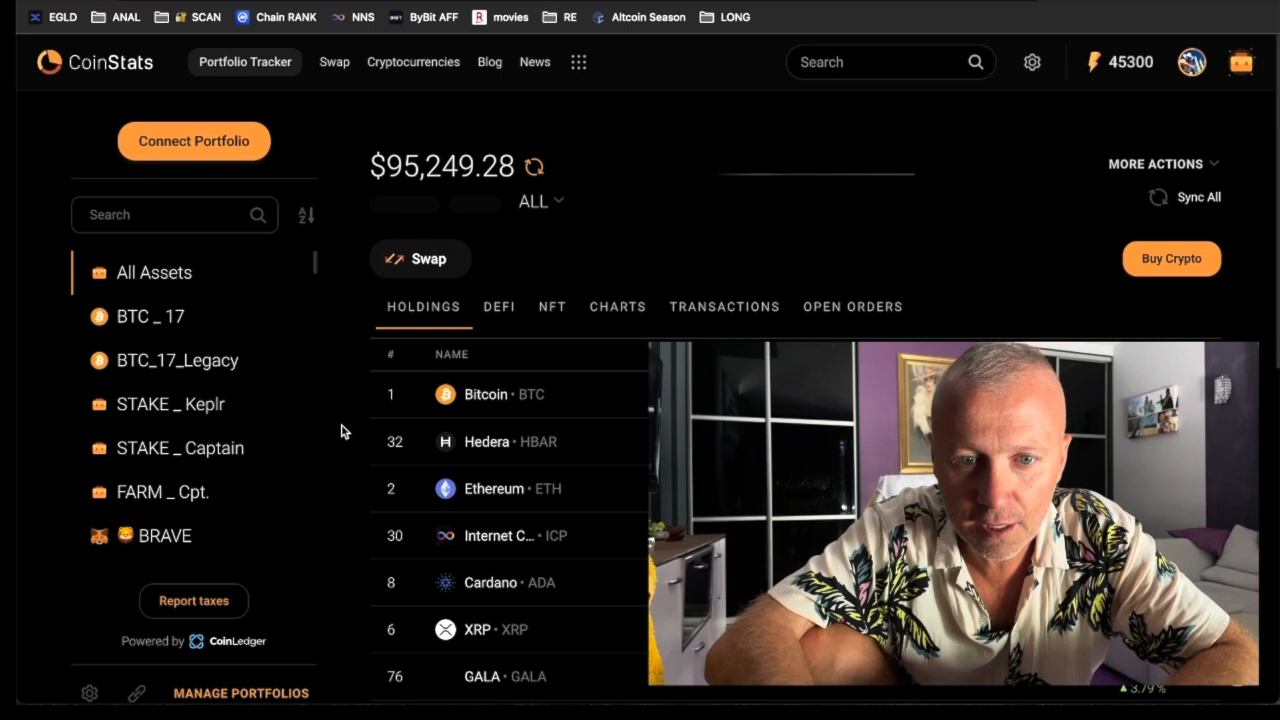 EGLD ANAL SCAN Chain RANK NNS ByBit AFF movies RE Altcoin Season LONG
CoinStats Portfolio Tracker Swap Cryptocurrencies Blog News Search 45300
Connect Portfolio
Search
All Assets
BTC _ 17
BTC_17_Legacy
STAKE _ Keplr
STAKE _ Captain
FARM _ Cpt.
BRAVE
Report taxes
Powered by CoinLedger
MANAGE PORTFOLIOS
$95,249.28
ALL
MORE ACTIONS
Sync All
Swap
Buy Crypto
HOLDINGS DEFI NFT CHARTS TRANSACTIONS OPEN ORDERS
# NAME
1 Bitcoin • BTC
32 Hedera • HBAR
2 Ethereum • ETH
30 Internet C... • ICP
8 Cardano • ADA
6 XRP • XRP
76 GALA • GALA
3.79%